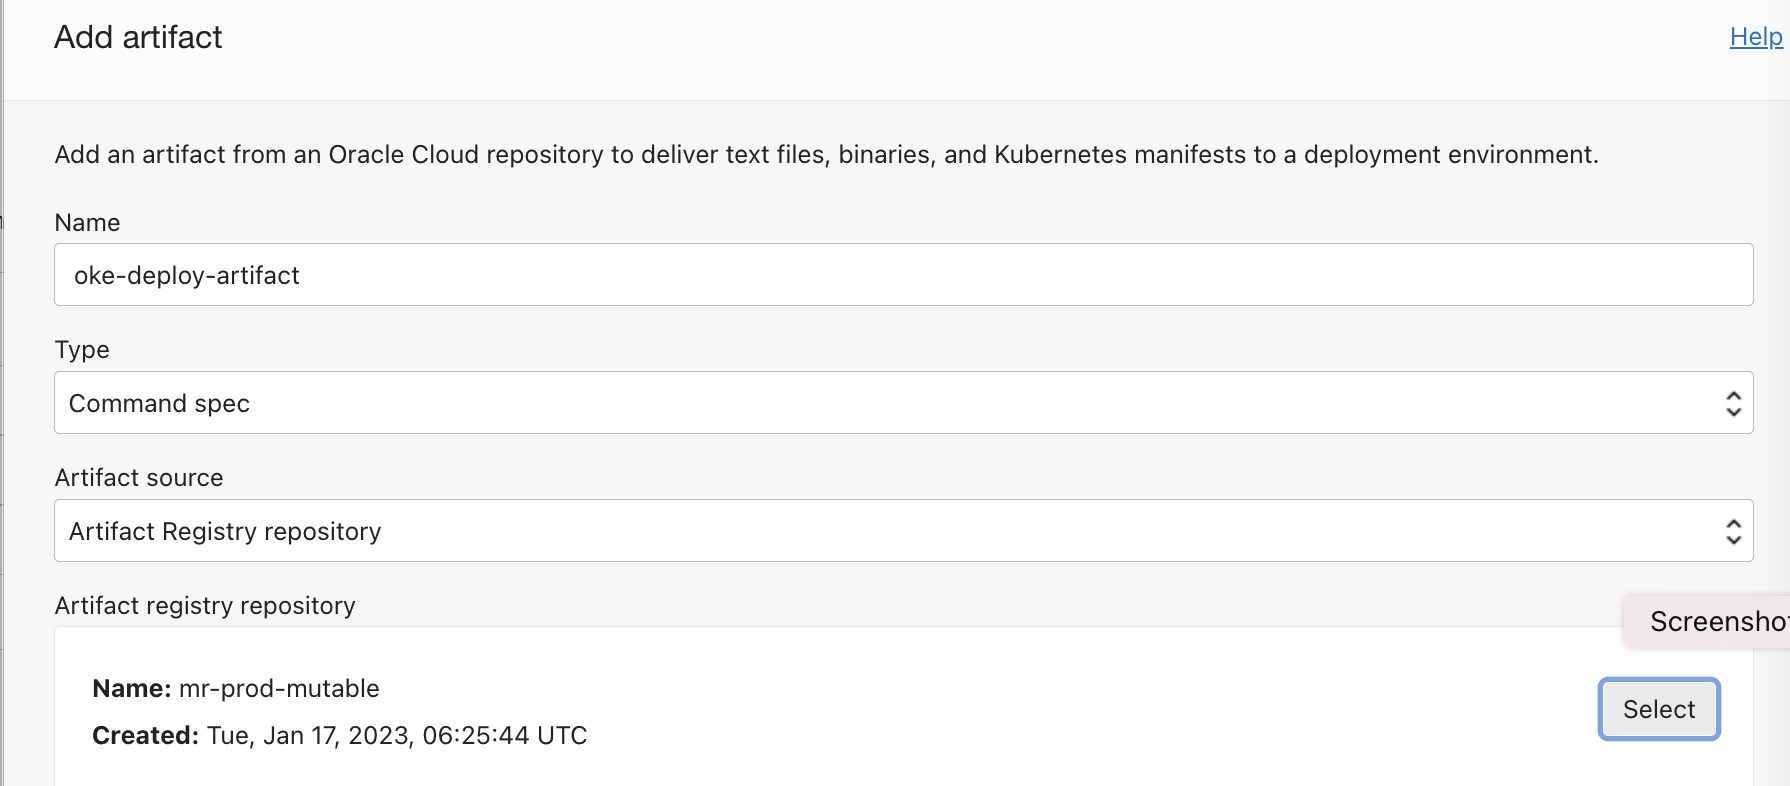 Add artifact
Help
Add an artifact from an Oracle Cloud repository to deliver text files, binaries, and Kubernetes manifests to a deployment environment.
Name
oke-deploy-artifact
Type
Command spec
Artifact source
Artifact Registry repository
Artifact registry repository
Screensho
Name: mr-prod-mutable
Select
Created: Tue, Jan 17, 2023, 06:25:44 UTC